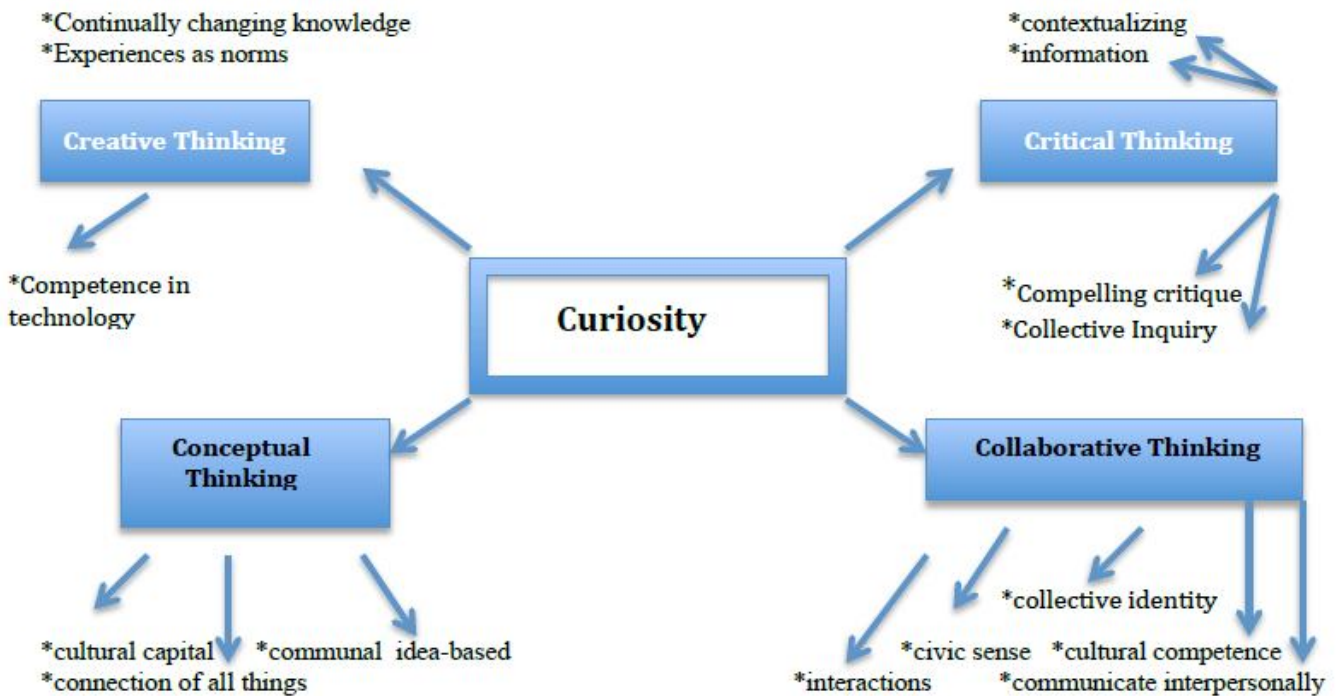 *Continually changing knowledge
*Experiences as norms
Creative Thinking
*Competence in
technology
*contextualizing
*information
Critical Thinking
*Compelling critique
*Collective Inquiry
Curiosity
Conceptual
Thinking
*cultural capital *communal idea-based
*connection of all things
Collaborative Thinking
*collective identity
*civic sense *cultural competence
*interactions *communicate interpersonally